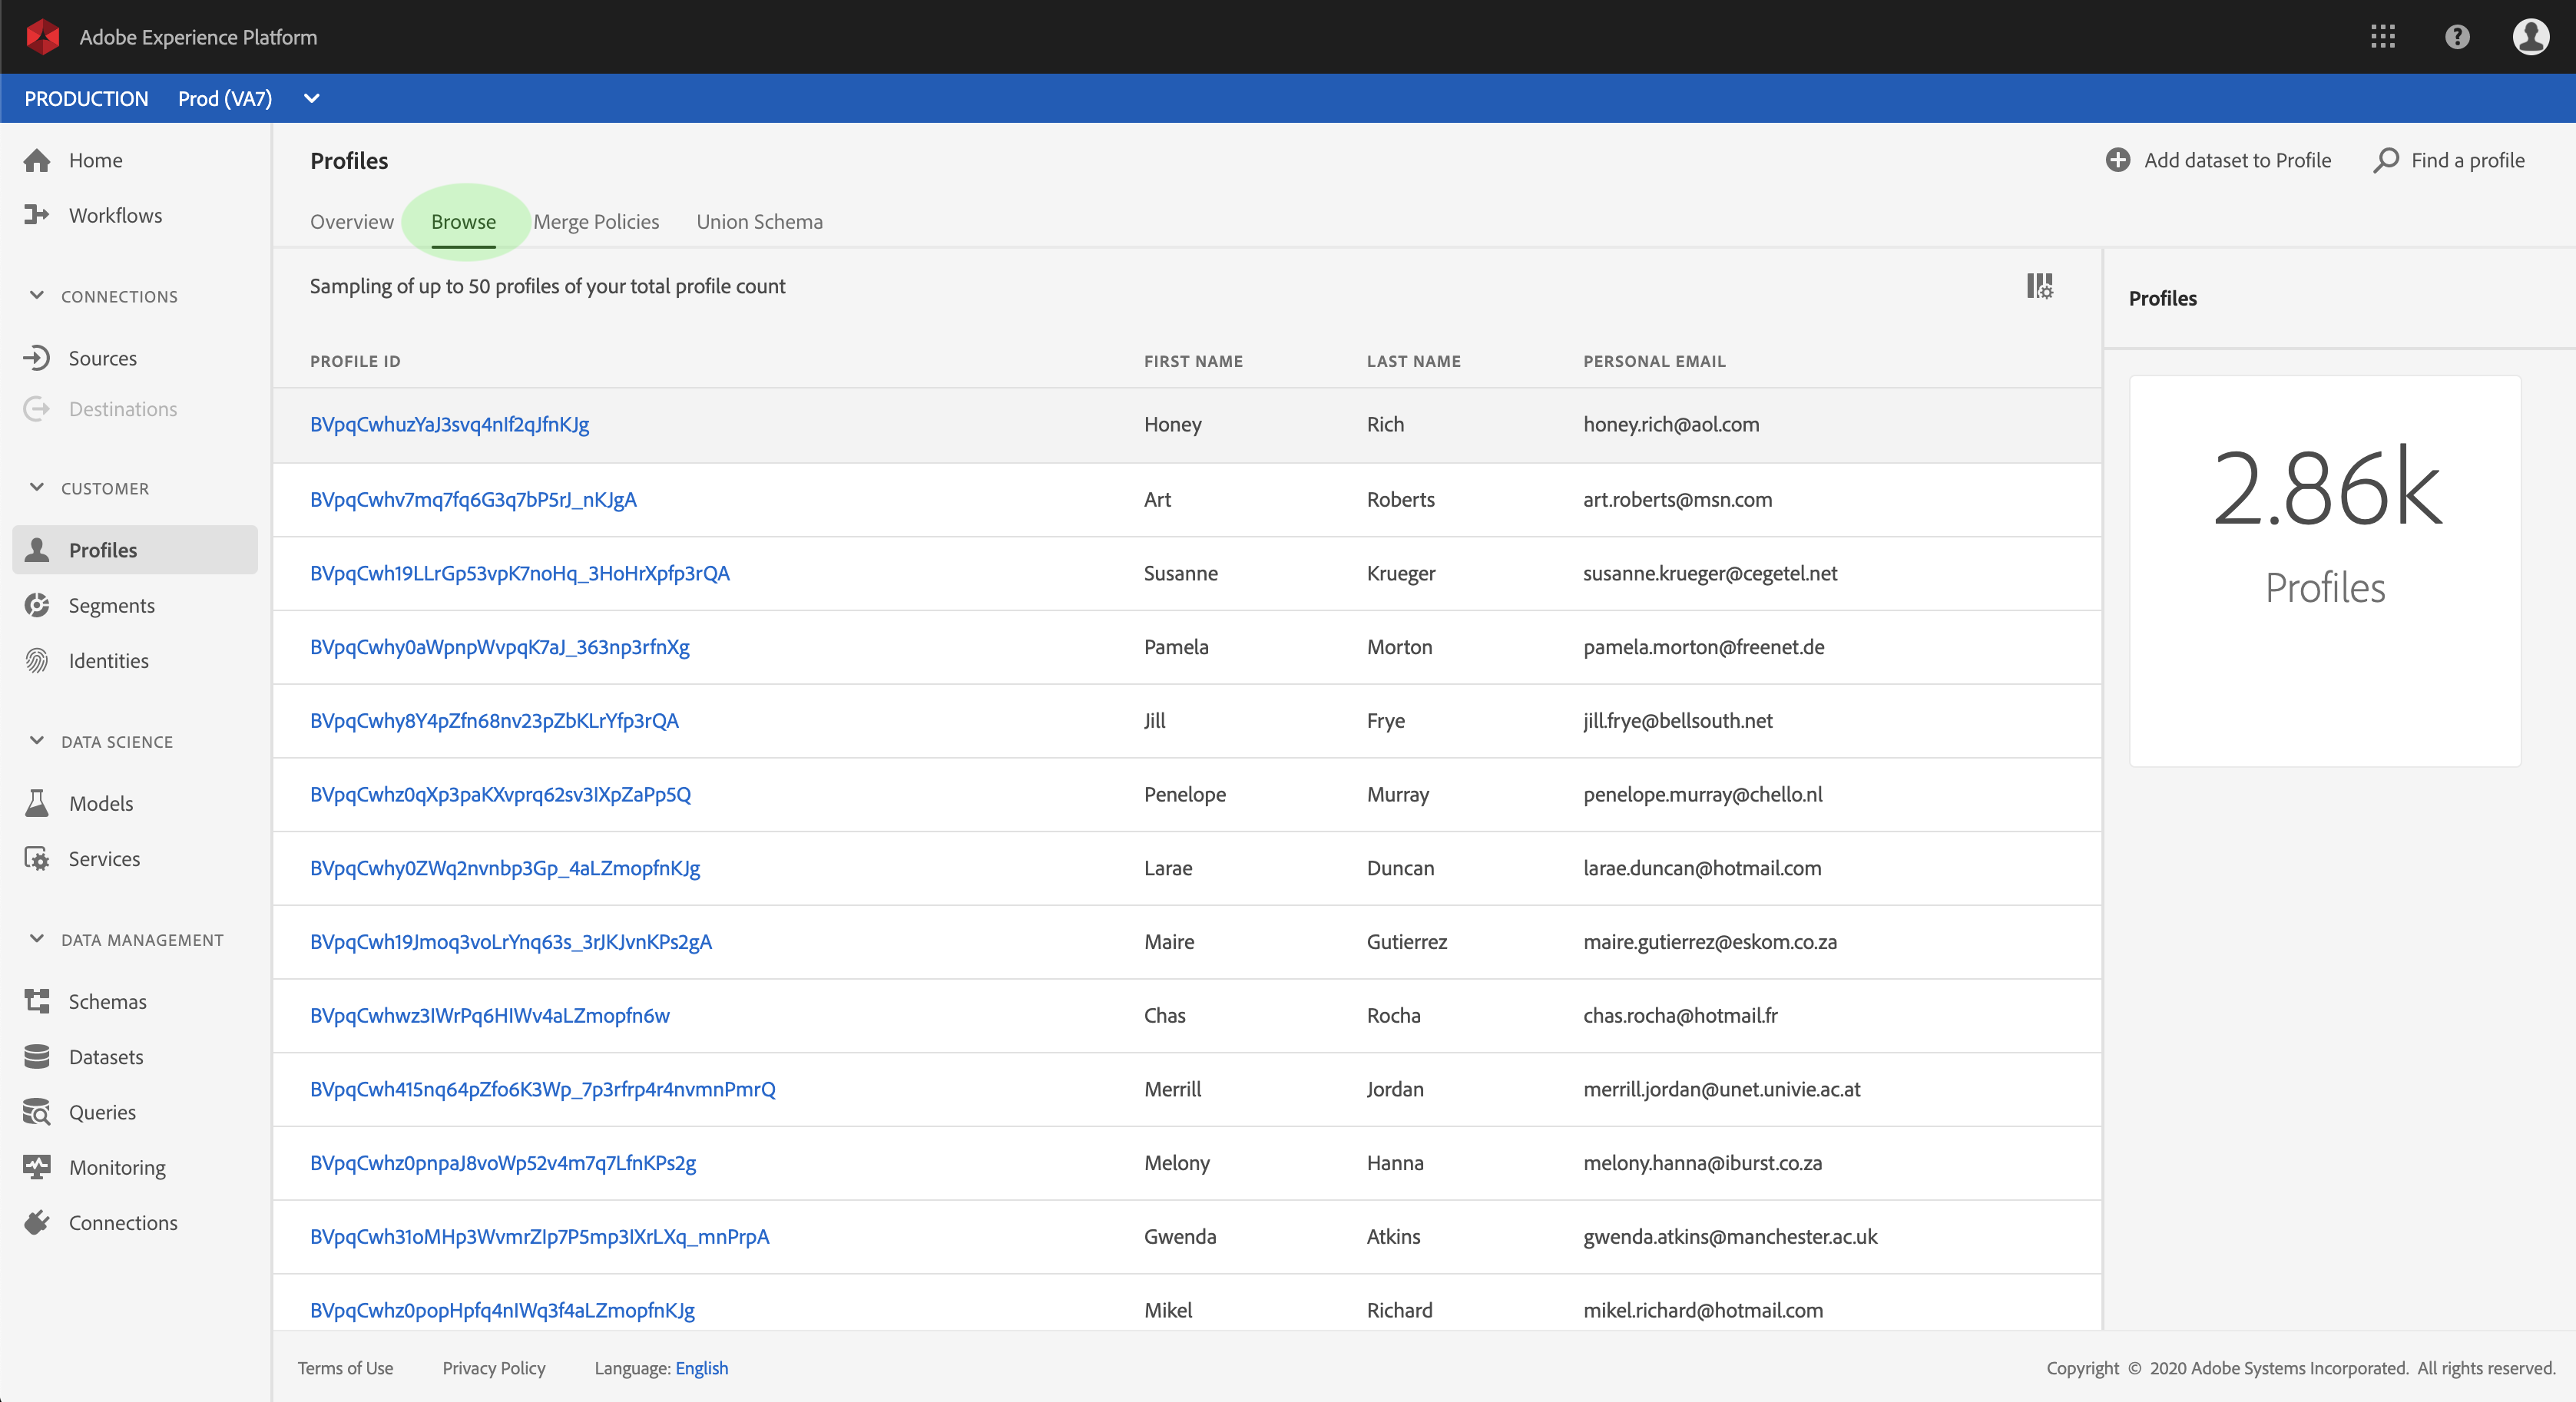 Adobe Experience Platform
PRODUCTION Prod (VA7)
Home
Workflows
CONNECTIONS
Sources
Destinations
CUSTOMER
Profiles
Segments
Identities
DATA SCIENCE
Models
Services
DATA MANAGEMENT
Schemas
Datasets
Queries
Monitoring
Connections
Profiles
Add dataset to Profile Find a profile
Overview Browse Merge Policies Union Schema
Sampling of up to 50 profiles of your total profile count
PROFILE ID FIRST NAME LAST NAME PERSONAL EMAIL
BVpqCwhuzYaJ3svq4nIf2qJfnKJg Honey Rich honey.rich@aol.com
BVpqCwhv7mq7fq6G3q7bP5rJ_nKJgA Art Roberts art.roberts@msn.com
BVpqCwh19LLrGp53vpK7noHq_3HoHrXpfp3rQA Susanne Krueger susanne.krueger@cegetel.net
BVpqCwhy0aWpnpWvpqK7aJ_363np3rfnXg Pamela Morton pamela.morton@freenet.de
BVpqCwhy8Y4pZfn68nv23pZbKLrYfp3rQA Jill Frye jill.frye@bellsouth.net
BVpqCwhz0qXp3paKXvprq62sv3IXpZaPp5Q Penelope Murray penelope.murray@chello.nl
BVpqCwhy0ZWq2nvnbp3Gp_4aLZmopfnKJg Larae Duncan larae.duncan@hotmail.com
BVpqCwh19Jmoq3voLrYnq63s_3rJKJvnKPs2gA Maire Gutierrez maire.gutierrez@eskom.co.za
BVpqCwhwz3IWrPq6HIWv4aLZmopfn6w Chas Rocha chas.rocha@hotmail.fr
BVpqCwh415nq64pZfo6K3Wp_7p3rfrp4r4nvmnPmrQ Merrill Jordan merrill.jordan@unet.univie.ac.at
BVpqCwhz0pnpaJ8voWp52v4m7q7LfnKPs2g Melony Hanna melony.hanna@iburst.co.za
BVpqCwh31oMHp3WvmrZIp7P5mp3IXrLXq_mnPrpA Gwenda Atkins gwenda.atkins@manchester.ac.uk
BVpqCwhz0popHpfq4nIWq3f4aLZmopfnKJg Mikel Richard mikel.richard@hotmail.com
Profiles
2.86k
Profiles
Terms of Use Privacy Policy Language: English
Copyright © 2020 Adobe Systems Incorporated. All rights reserved.